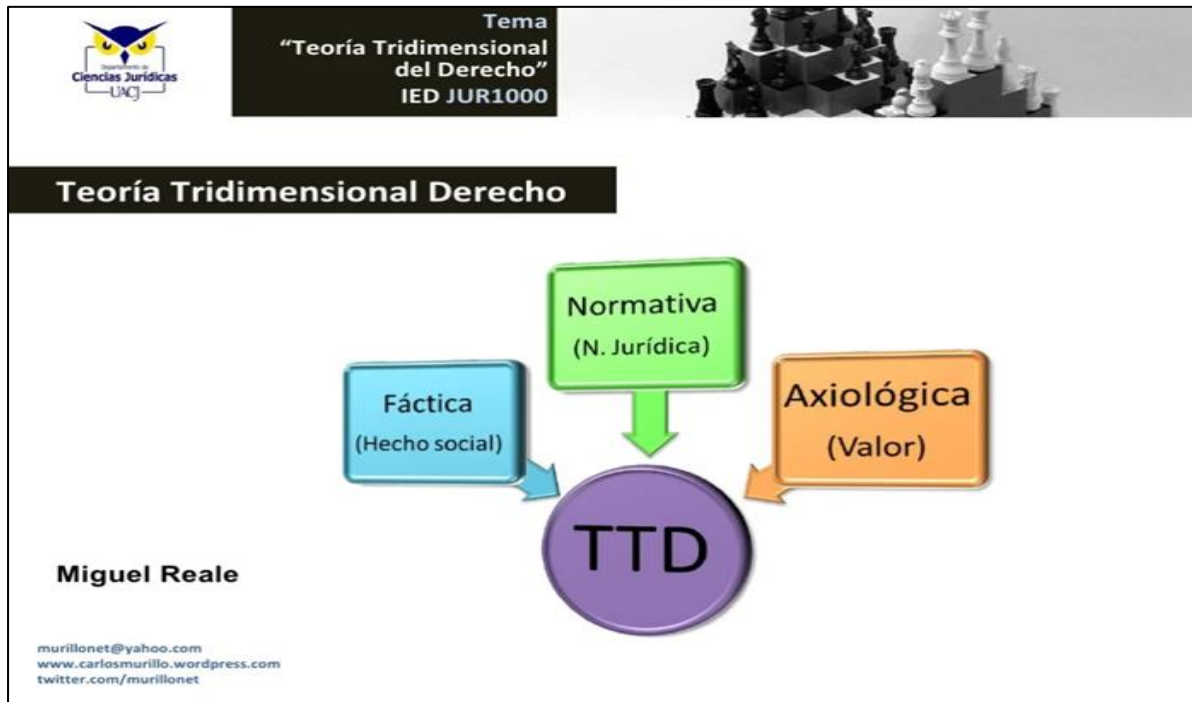 Departamento de
Ciencias Jurídicas
UACJ
Tema
“Teoría Tridimensional
del Derecho”
IED JUR1000
Teoría Tridimensional Derecho
Normativa
(N. Jurídica)
Fáctica
(Hecho social)
Axiológica
(Valor)
TTD
Miguel Reale
murillonet@yahoo.com
www.carlosmurillo.wordpress.com
twitter.com/murillonet